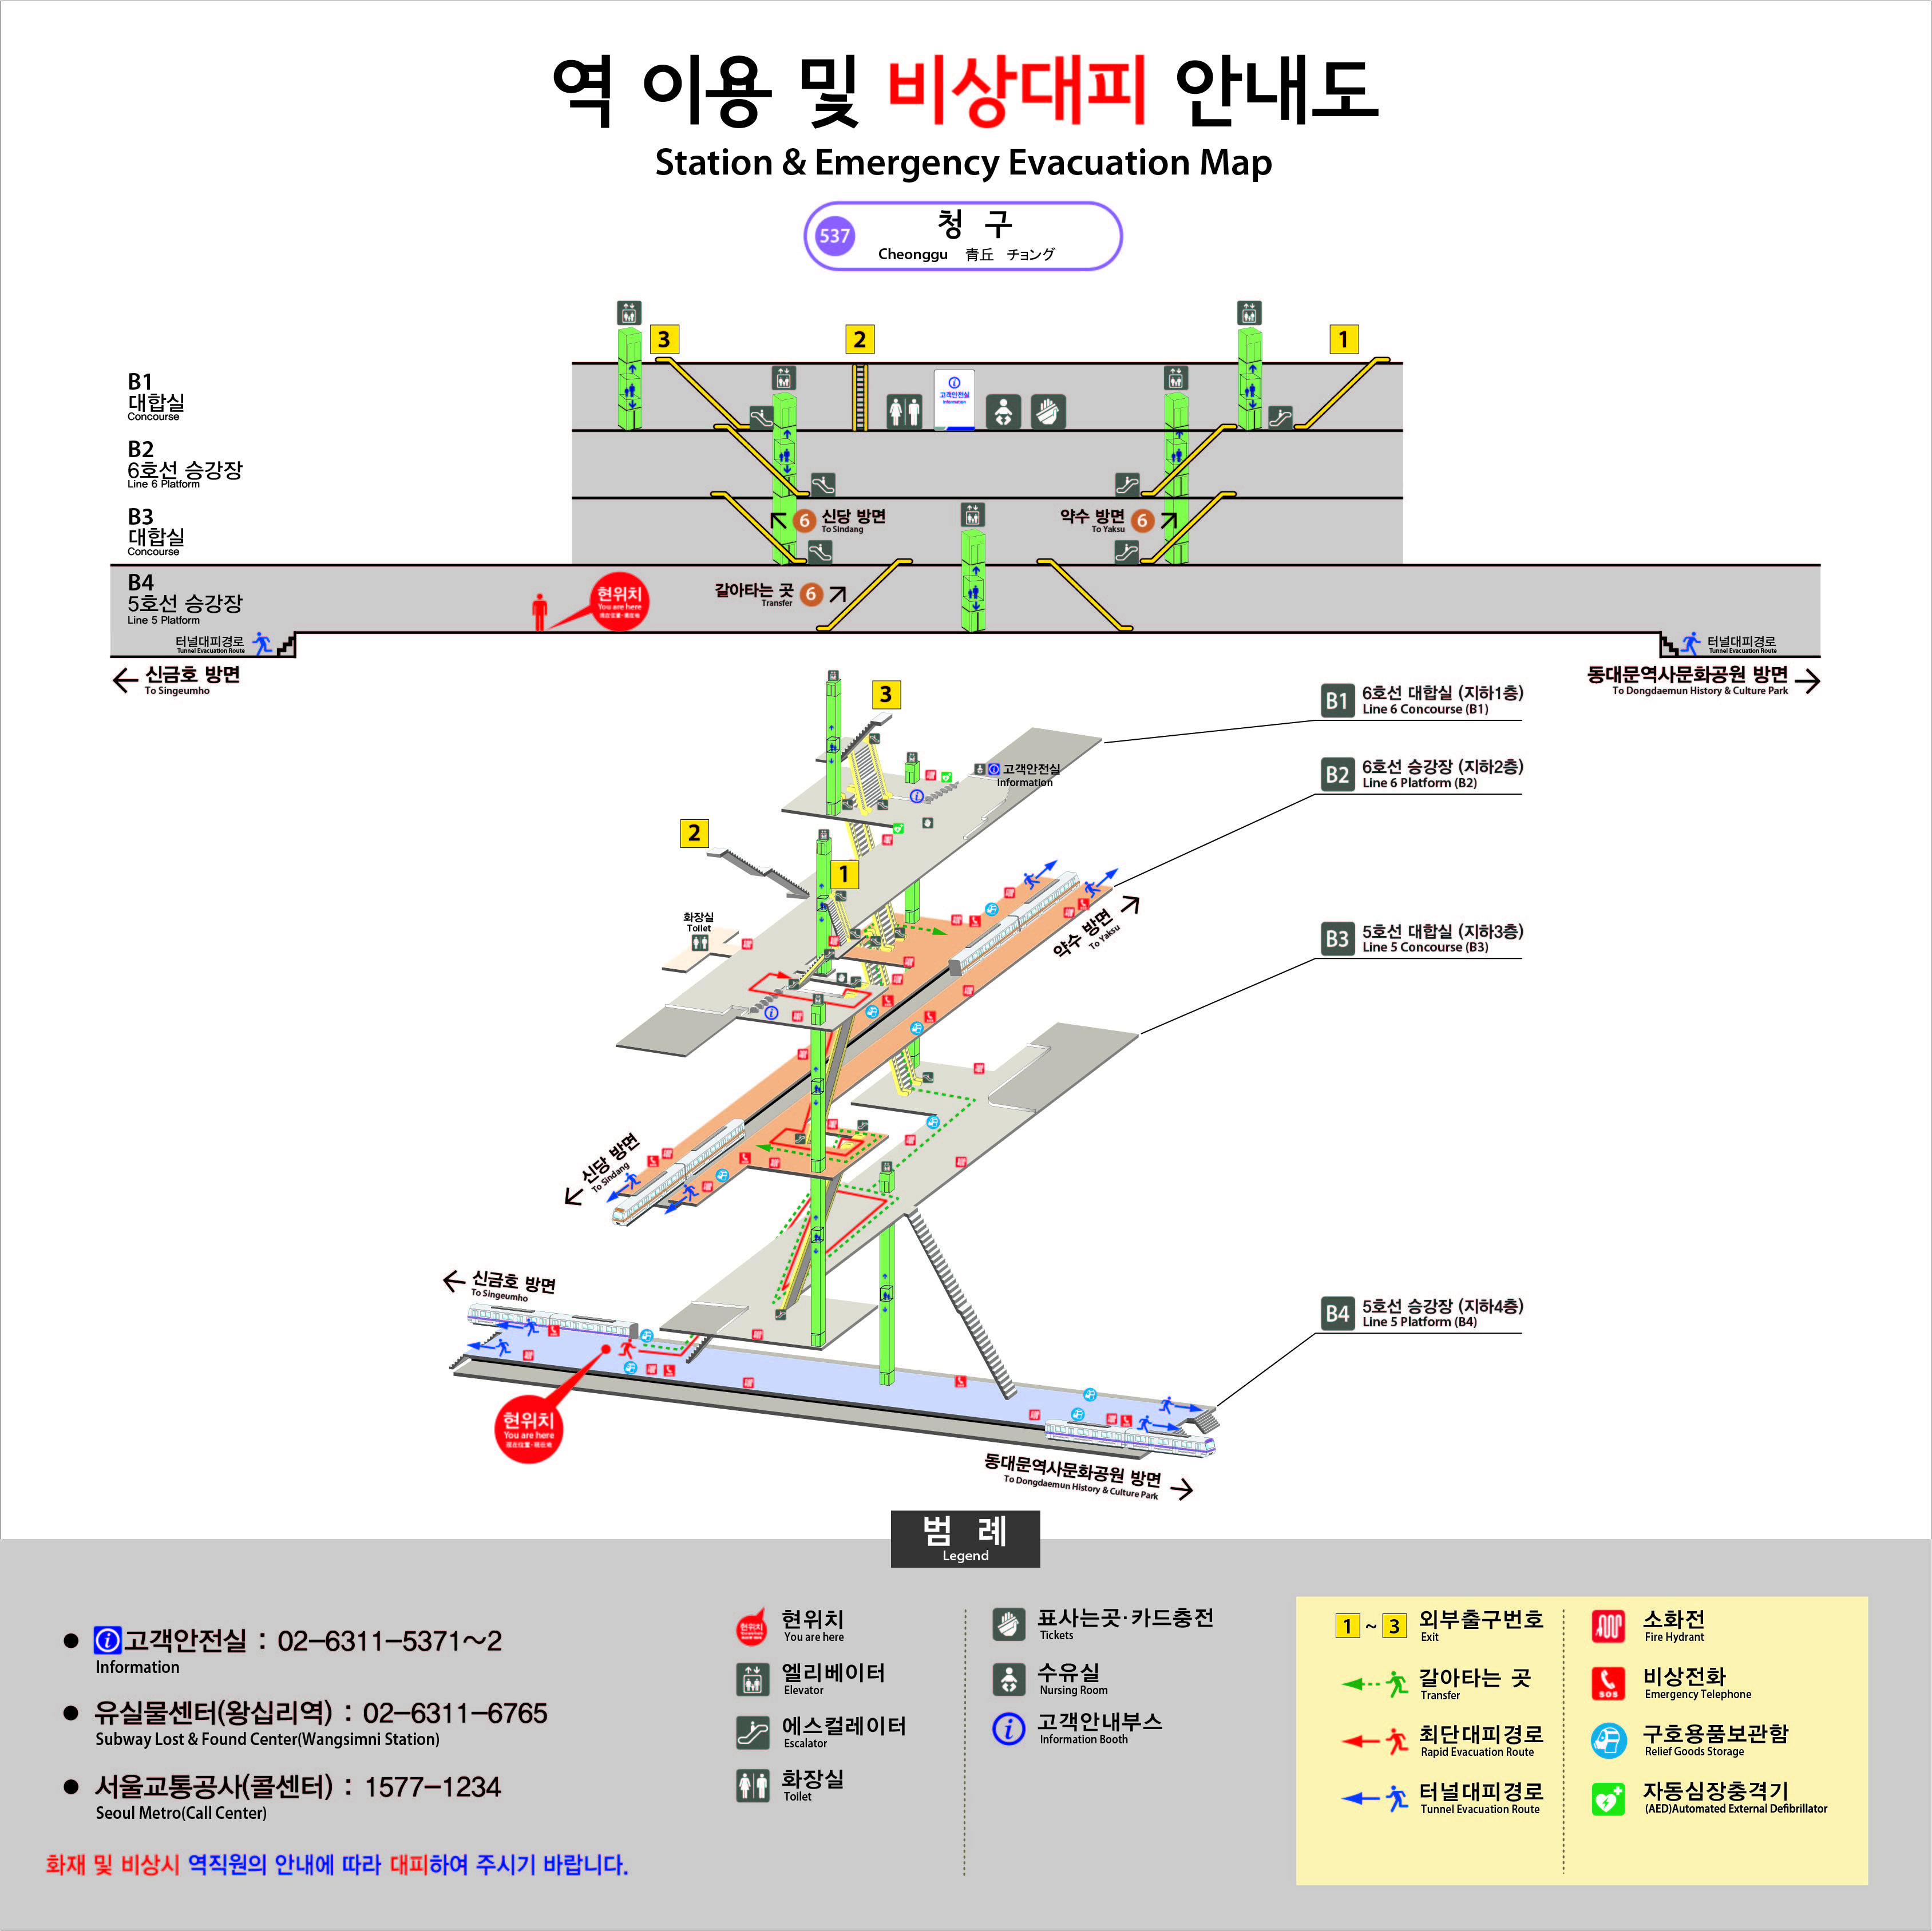 역 이용 및 비상대피 안내도
Station & Emergency Evacuation Map
537
청 구
Cheonggu 青丘 チョング
3
2
1
B1
대합실
Concourse
고객안전실
Information
B2
6호선 승강장
Line 6 Platform
B3
대합실
Concourse
6 신당 방면
To Sindang
약수 방면 6
To Yaksu
B4
5호선 승강장
Line 5 Platform
현위치
You are here
갈아타는 곳 6
Transfer
터널대피경로
Tunnel Evacuation Route
터널대피경로
Tunnel Evacuation Route
← 신금호 방면
To Singeumho
동대문역사문화공원 방면 →
To Dongdaemun History & Culture Park
3
고객안전실
Information
2
1
화장실
Toilet
B1 6호선 대합실 (지하1층)
Line 6 Concourse (B1)
B2 6호선 승강장 (지하2층)
Line 6 Platform (B2)
약수 방면
To Yaksu
B3 5호선 대합실 (지하3층)
Line 5 Concourse (B3)
신당 방면
To Sindang
← 신금호 방면
To Singeumho
B4 5호선 승강장 (지하4층)
Line 5 Platform (B4)
현위치
You are here
동대문역사문화공원 방면
To Dongdaemun History & Culture Park →
범 례
Legend
● 고객안전실 : 02-6311-5371~2
Information
● 유실물센터(왕십리역) : 02-6311-6765
Subway Lost & Found Center(Wangsimni Station)
● 서울교통공사(콜센터) : 1577-1234
Seoul Metro(Call Center)
화재 및 비상시 역직원의 안내에 따라 대피하여 주시기 바랍니다.
현위치
You are here
엘리베이터
Elevator
에스컬레이터
Escalator
화장실
Toilet
표사는곳·카드충전
Tickets
수유실
Nursing Room
고객안내부스
Information Booth
1 ~ 3 외부출구번호
Exit
갈아타는 곳
Transfer
최단대피경로
Rapid Evacuation Route
터널대피경로
Tunnel Evacuation Route
소화전
Fire Hydrant
SOS
비상전화
Emergency Telephone
구호용품보관함
Relief Goods Storage
자동심장충격기
(AED)Automated External Defibrillator